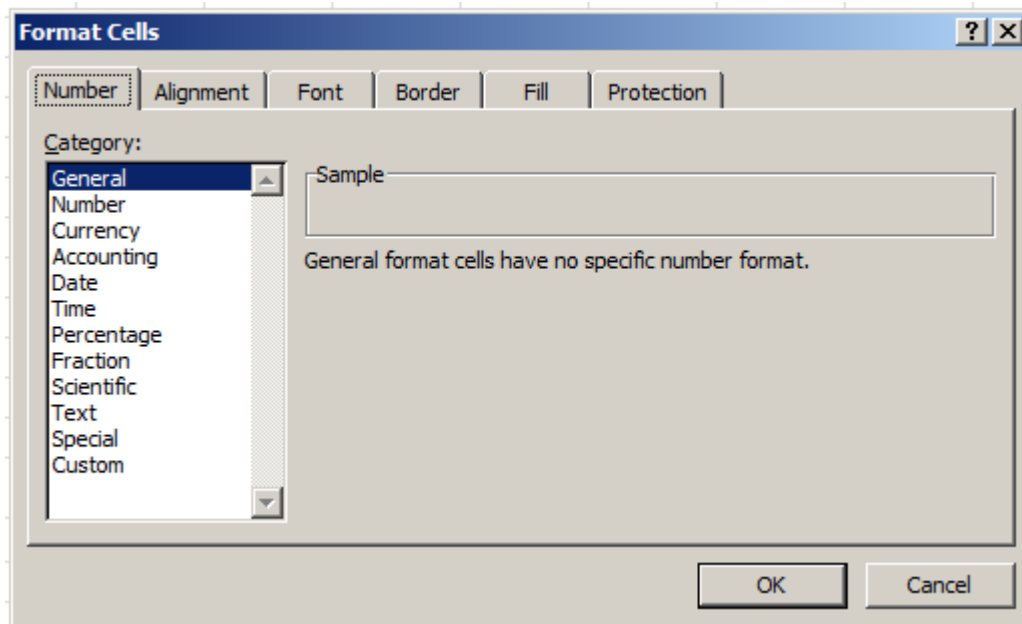 Format Cells
Number Alignment Font Border Fill Protection
Category:
General
Number
Currency
Accounting
Date
Time
Percentage
Fraction
Scientific
Text
Special
Custom
Sample
General format cells have no specific number format.
OK Cancel